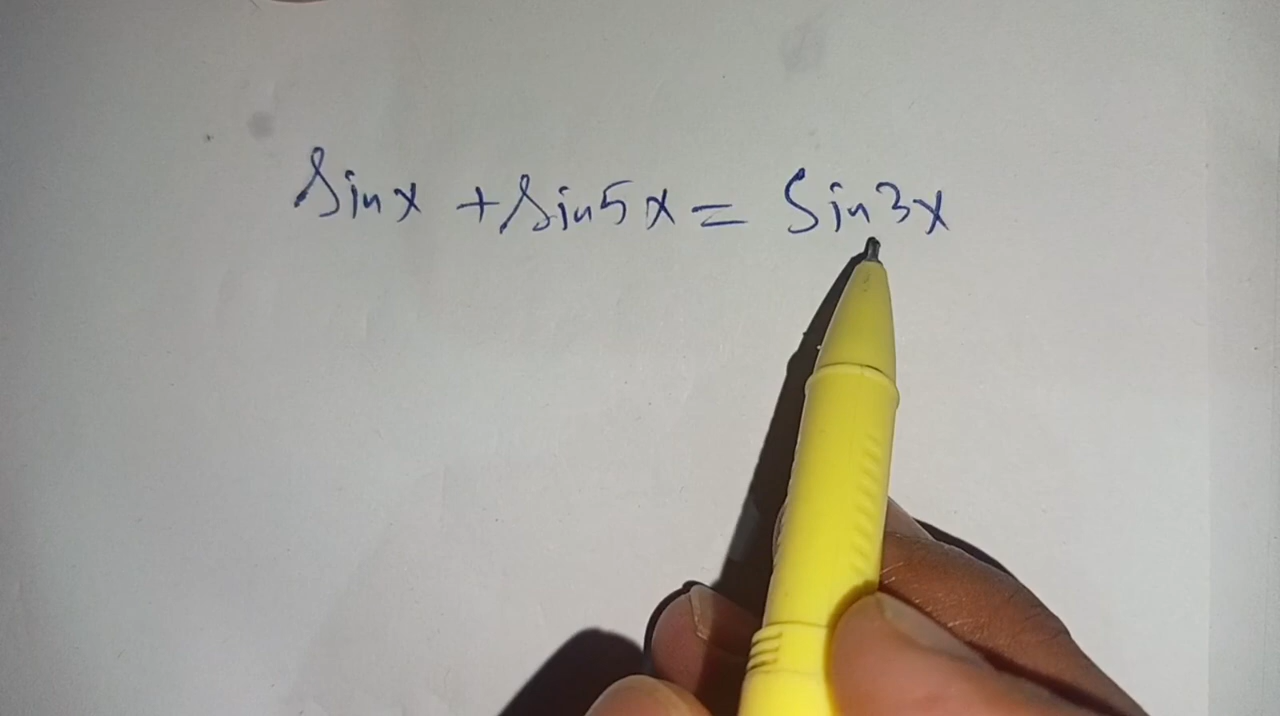 Sinx + Sin5x = Sin3x